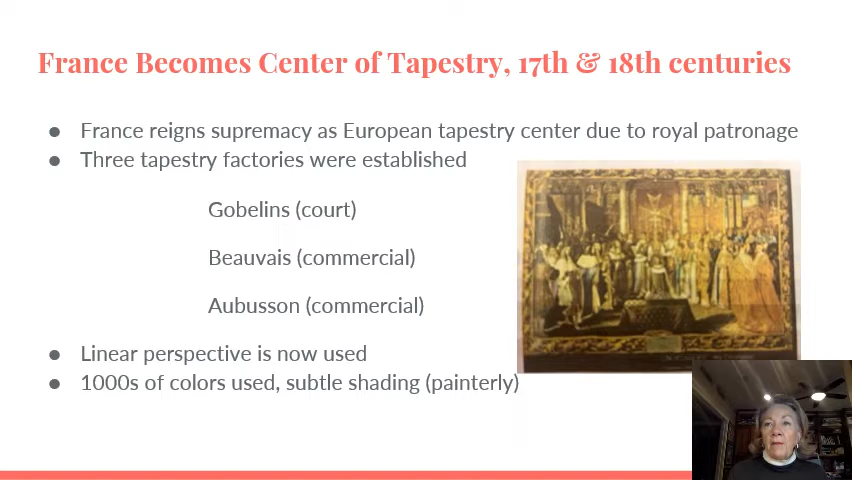 France Becomes Center of Tapestry, 17th & 18th centuries
● France reigns supremacy as European tapestry center due to royal patronage
● Three tapestry factories were established
Gobelins (court)
Beauvais (commercial)
Aubusson (commercial)
● Linear perspective is now used
● 1000s of colors used, subtle shading (painterly)